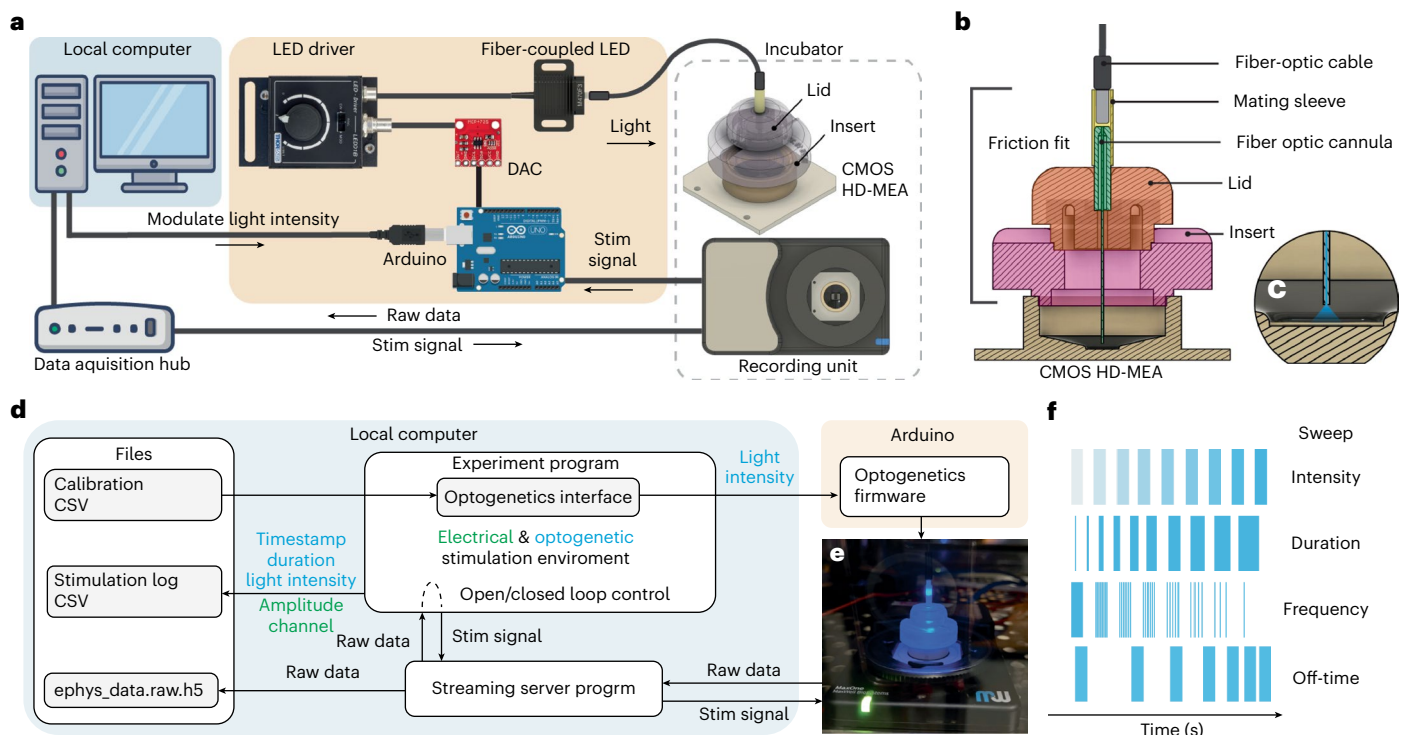 a
Local computer
LED driver
Fiber-coupled LED
Incubator
Lid
Insert
Light
CMOS
HD-MEA
DAC
Modulate light intensity
Arduino
Stim
signal
Raw data
Stim signal
Data aquisition hub
Recording unit
b
Fiber-optic cable
Mating sleeve
Fiber optic cannula
Friction fit
Lid
Insert
c
CMOS HD-MEA
d
Local computer
Arduino
Files
Calibration
CSV
Experiment program
Optogenetics interface
Light
intensity
Optogenetics
firmware
Electrical & optogenetic
stimulation enviroment
Timestamp
duration
light intensity
Stimulation log
CSV
Amplitude
channel
Open/closed loop control
Raw data
Stim signal
Raw data
ephys_data.raw.h5
Streaming server progrm
Raw data
Stim signal
e
MaxOne
f
Sweep
Intensity
Duration
Frequency
Off-time
Time (s)